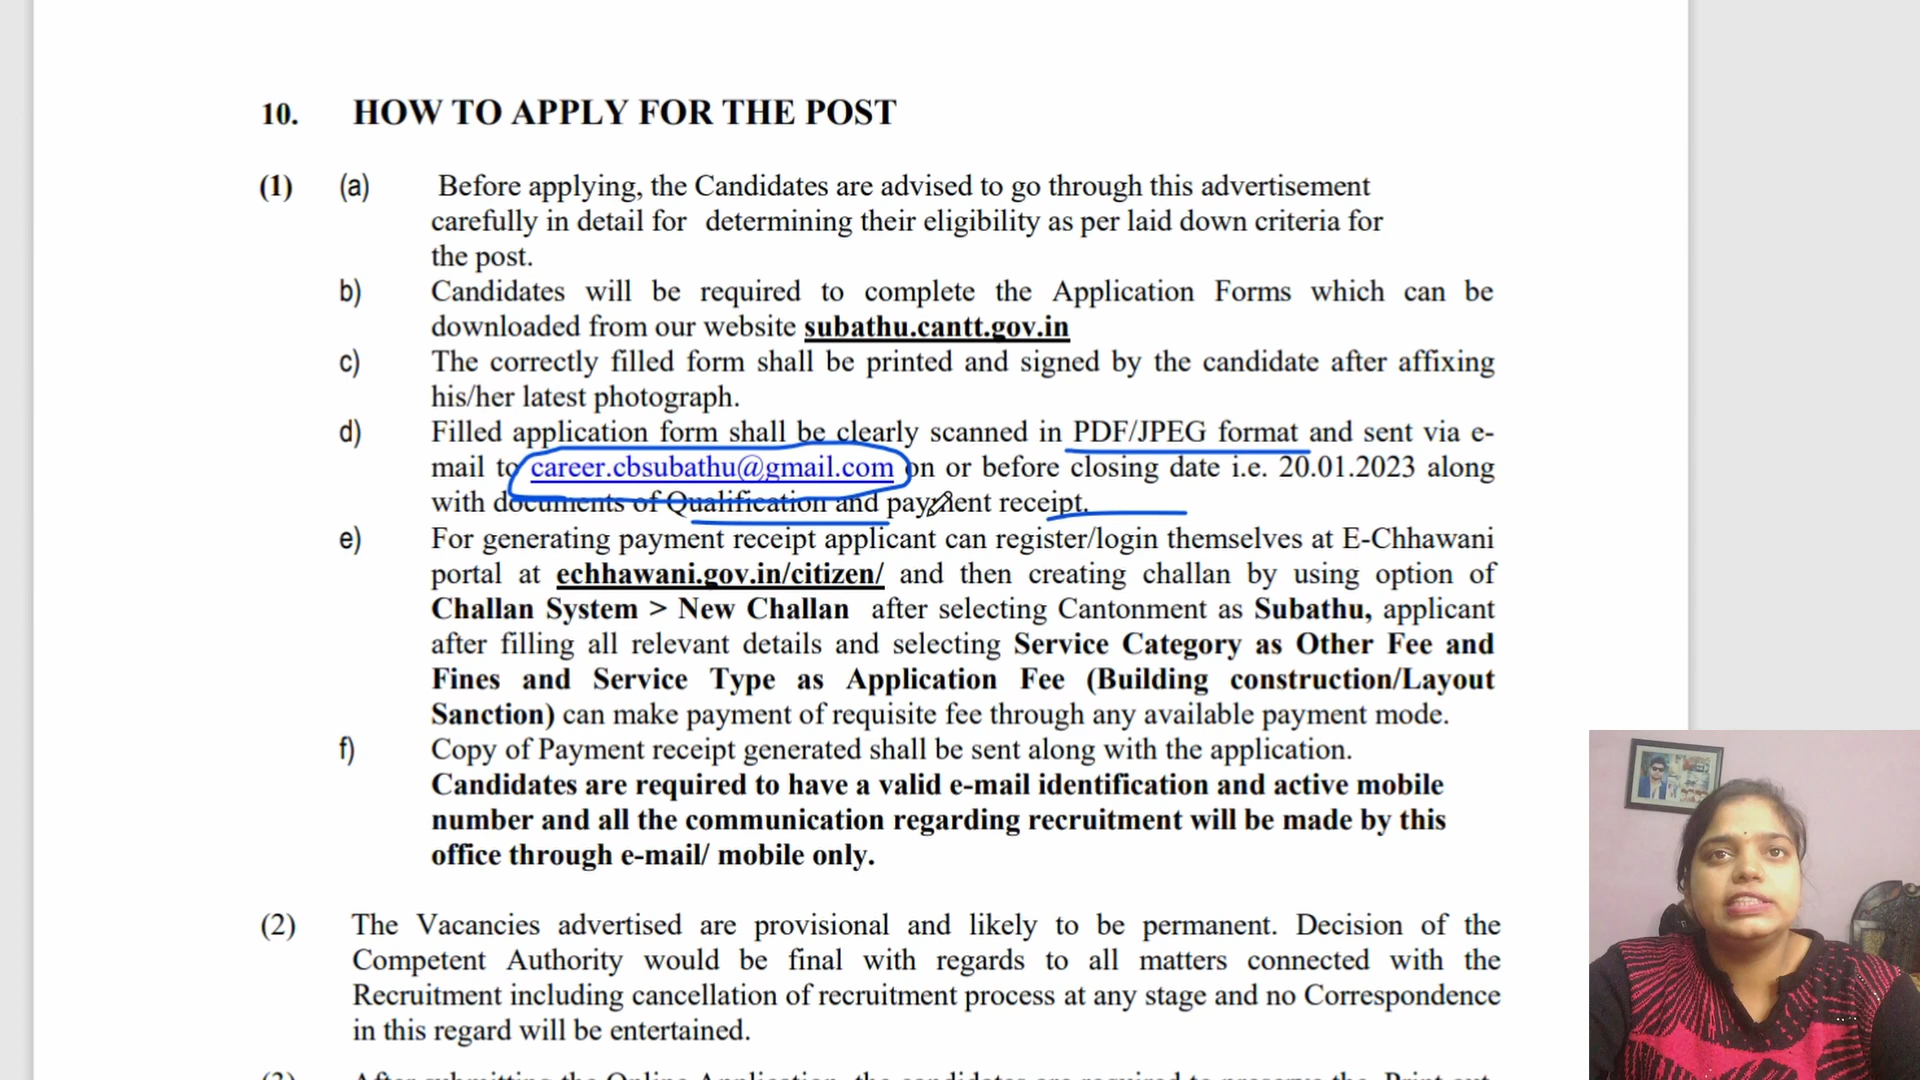 10. HOW TO APPLY FOR THE POST
(1) (a) Before applying, the Candidates are advised to go through this advertisement
carefully in detail for determining their eligibility as per laid down criteria for
the post.
b) Candidates will be required to complete the Application Forms which can be
downloaded from our website subathu.cantt.gov.in
c) The correctly filled form shall be printed and signed by the candidate after affixing
his/her latest photograph.
d) Filled application form shall be clearly scanned in PDF/JPEG format and sent via e-
mail to career.cbsubathu@gmail.com on or before closing date i.e. 20.01.2023 along
with documents of Qualification and payment receipt.
e) For generating payment receipt applicant can register/login themselves at E-Chhawani
portal at echhawani.gov.in/citizen/ and then creating challan by using option of
Challan System > New Challan after selecting Cantonment as Subathu, applicant
after filling all relevant details and selecting Service Category as Other Fee and
Fines and Service Type as Application Fee (Building construction/Layout
Sanction) can make payment of requisite fee through any available payment mode.
f) Copy of Payment receipt generated shall be sent along with the application.
Candidates are required to have a valid e-mail identification and active mobile
number and all the communication regarding recruitment will be made by this
office through e-mail/ mobile only.
(2) The Vacancies advertised are provisional and likely to be permanent. Decision of the
Competent Authority would be final with regards to all matters connected with the
Recruitment including cancellation of recruitment process at any stage and no Correspondence
in this regard will be entertained.